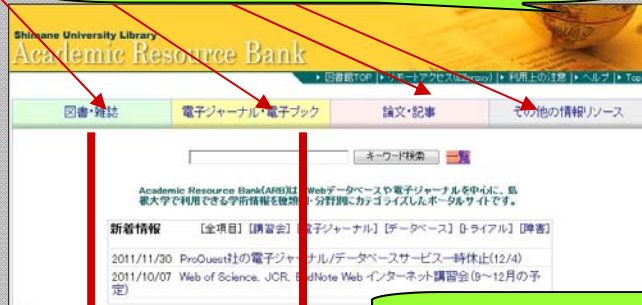 Shimane University Library
Academic Resource Bank
図書館TOP | リモートアクセス(EZproxy) | 利用上の注意 | ヘルプ | Top
図書・雑誌 電子ジャーナル・電子ブック 論文・記事 その他の情報リソース
キーワード検索 一覧
Academic Resource Bank(ARB)は、Webデータベースや電子ジャーナルを中心に、島
根大学で利用できる学術情報を種類別・分野別にカテゴライズしたポータルサイトです。
新着情報 [全項目] [講習会] [電子ジャーナル] [データベース] [トライアル] [障害]
2011/11/30 ProQuest社の電子ジャーナル/データベースサービス一時休止(12/4)
2011/10/07 Web of Science, JCR, EndNote Web インターネット講習会(9~12月の予
定)